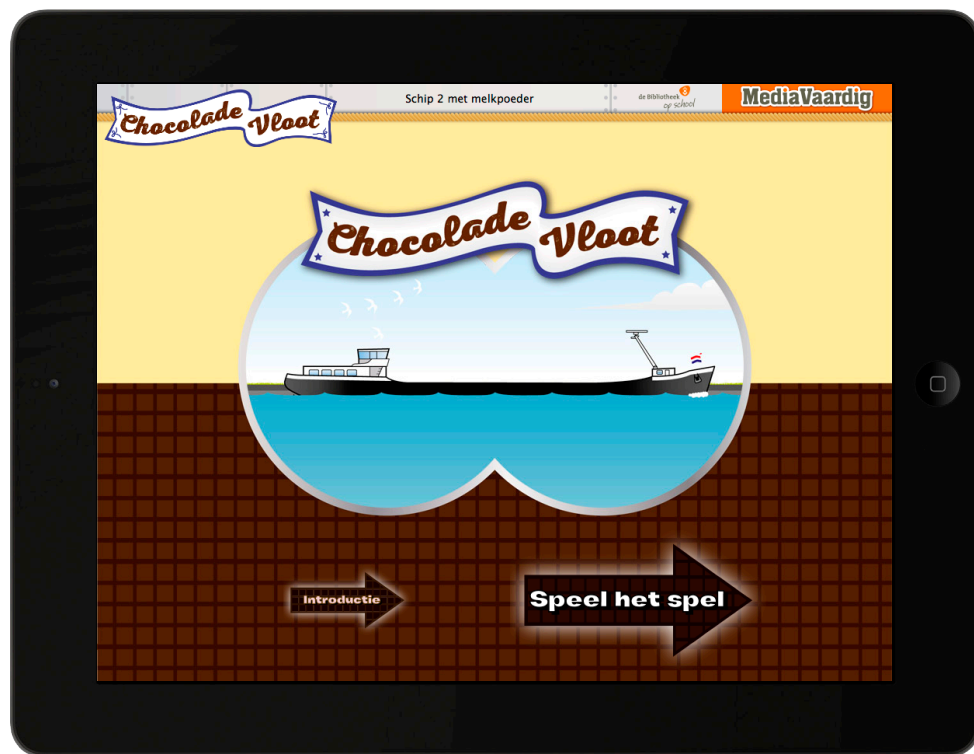 Chocolade Vloot
Schip 2 met melkpoeder
de Bibliotheek
op school
MediaVaardig
Chocolade Vloot
Introductie
Speel het spel